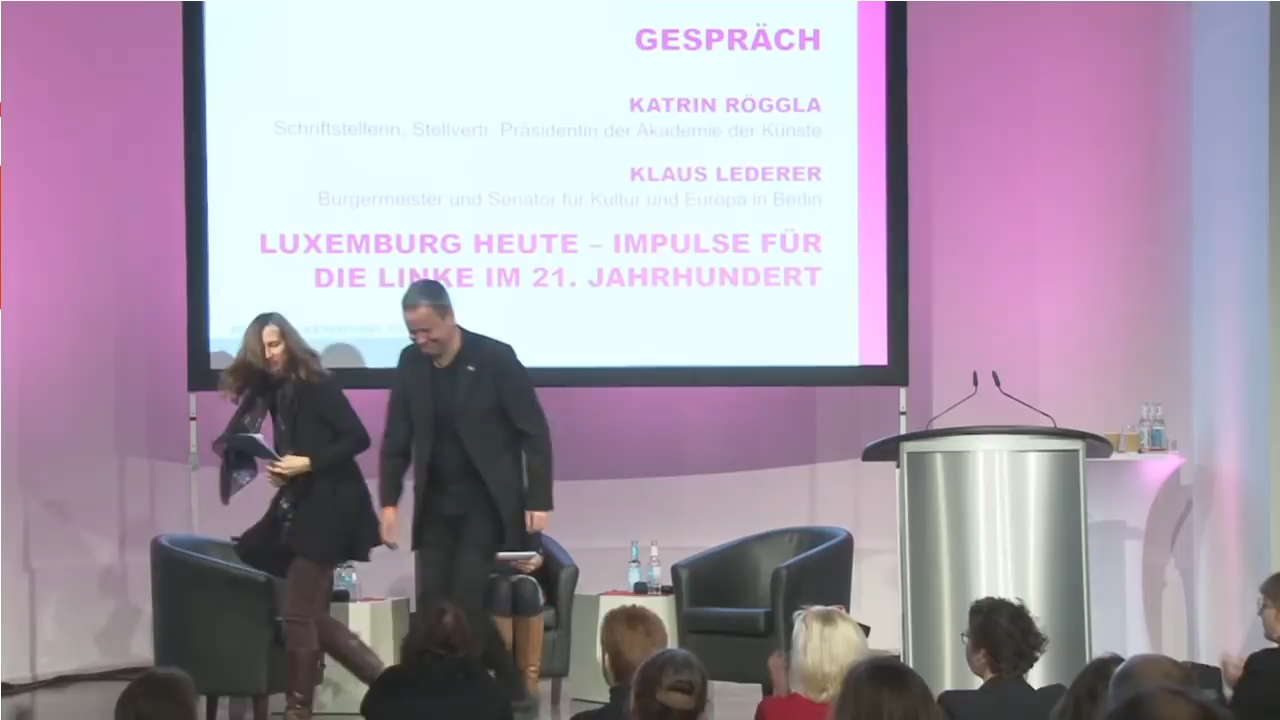 GESPRÄCH
KATRIN RÖGGLA
Schriftstellerin, Stellvertr. Präsidentin der Akademie der Künste
KLAUS LEDERER
Bürgermeister und Senator für Kultur und Europa in Berlin
LUXEMBURG HEUTE – IMPULSE FÜR
DIE LINKE IM 21. JAHRHUNDERT